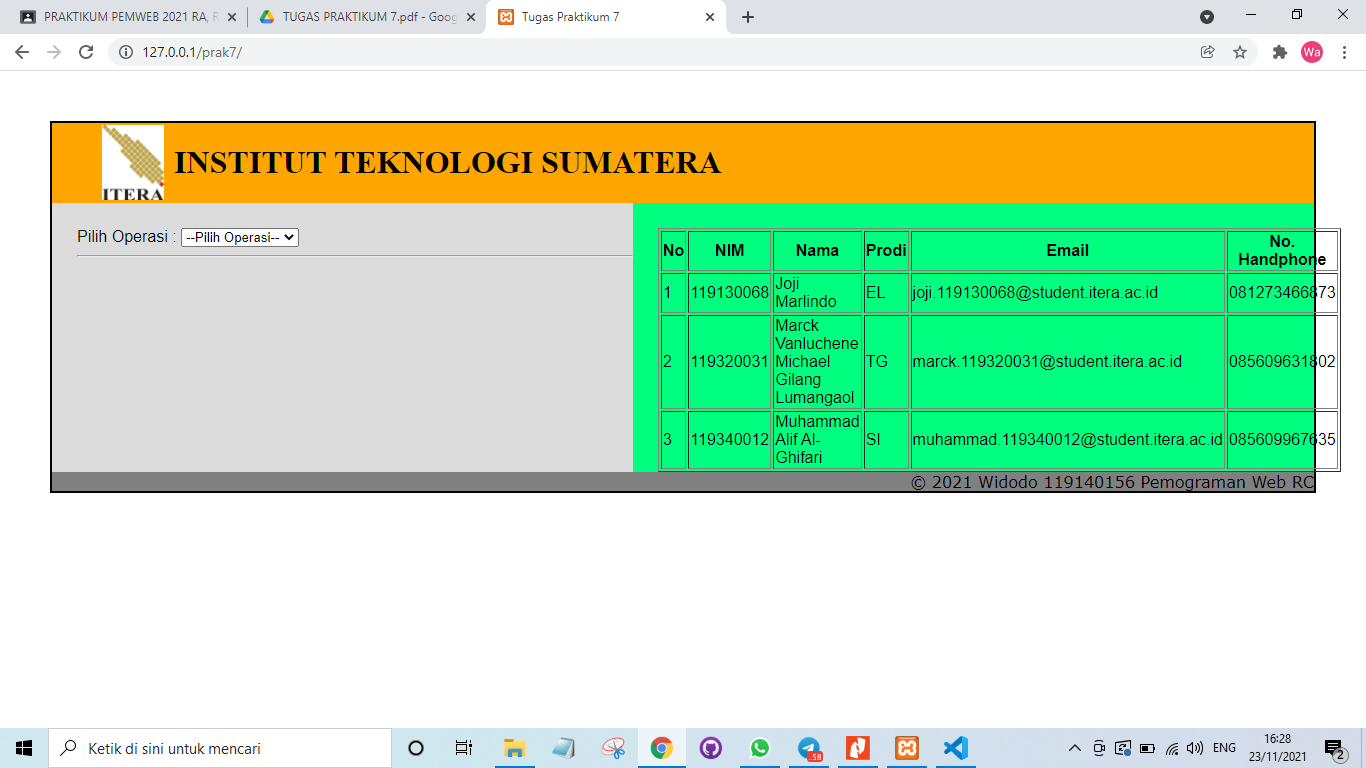 PRAKTIKUM PEMWEB 2021 RA, R
TUGAS PRAKTIKUM 7.pdf - Goog
Tugas Praktikum 7
127.0.0.1/prak7/
Wa
ITERA
INSTITUT TEKNOLOGI SUMATERA
Pilih Operasi : --Pilih Operasi--
No NIM Nama Prodi Email No. Handphone
1 119130068 Joji Marlindo EL joji.119130068@student.itera.ac.id 081273466873
2 119320031 Marck Vanluchene Michael Gilang Lumangaol TG marck.119320031@student.itera.ac.id 085609631802
3 119340012 Muhammad Alif Al-Ghifari SI muhammad.119340012@student.itera.ac.id 085609967635
© 2021 Widodo 119140156 Pemograman Web RC
Ketik di sini untuk mencari
.58
ENG
16:28
23/11/2021
2